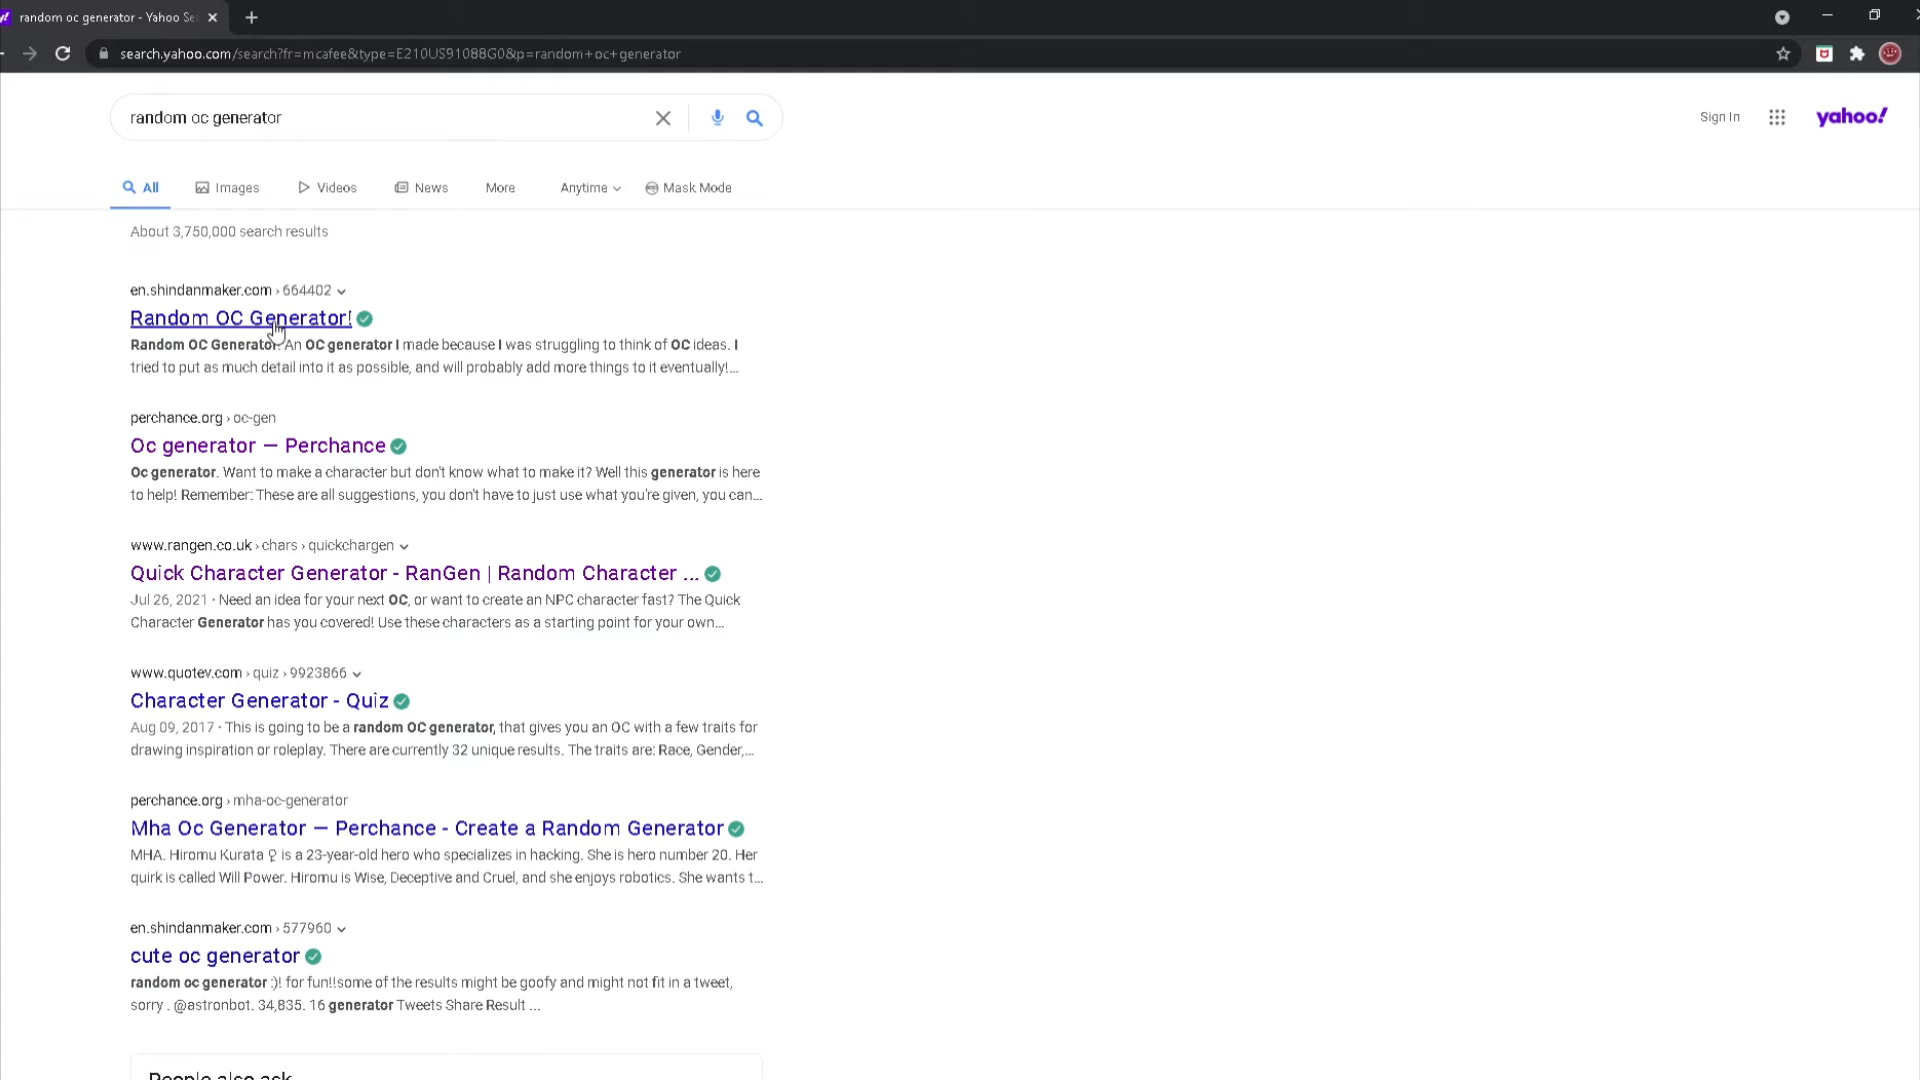 random oc generator - Yahoo Se
search.yahoo.com/search?fr=mcafee&type=E210US91088G0&p=random+oc+generator
random oc generator
Sign In
yahoo!
All
Images
Videos
News
More
Anytime
Mask Mode
About 3,750,000 search results
en.shindanmaker.com › 664402
Random OC Generator!
Random OC Generator. An OC generator I made because I was struggling to think of OC ideas. I
tried to put as much detail into it as possible, and will probably add more things to it eventually!...
perchance.org › oc-gen
Oc generator — Perchance
Oc generator. Want to make a character but don't know what to make it? Well this generator is here
to help! Remember: These are all suggestions, you don't have to just use what you're given, you can...
www.rangen.co.uk › chars › quickchargen
Quick Character Generator - RanGen | Random Character ...
Jul 26, 2021 · Need an idea for your next OC, or want to create an NPC character fast? The Quick
Character Generator has you covered! Use these characters as a starting point for your own...
www.quotev.com › quiz › 9923866
Character Generator - Quiz
Aug 09, 2017 · This is going to be a random OC generator, that gives you an OC with a few traits for
drawing inspiration or roleplay. There are currently 32 unique results. The traits are: Race, Gender,...
perchance.org › mha-oc-generator
Mha Oc Generator — Perchance - Create a Random Generator
MHA. Hiromu Kurata ♀ is a 23-year-old hero who specializes in hacking. She is hero number 20. Her
quirk is called Will Power. Hiromu is Wise, Deceptive and Cruel, and she enjoys robotics. She wants t...
en.shindanmaker.com › 577960
cute oc generator
random oc generator :)! for fun!!some of the results might be goofy and might not fit in a tweet,
sorry . @astronbot. 34,835. 16 generator Tweets Share Result ...
People also ask